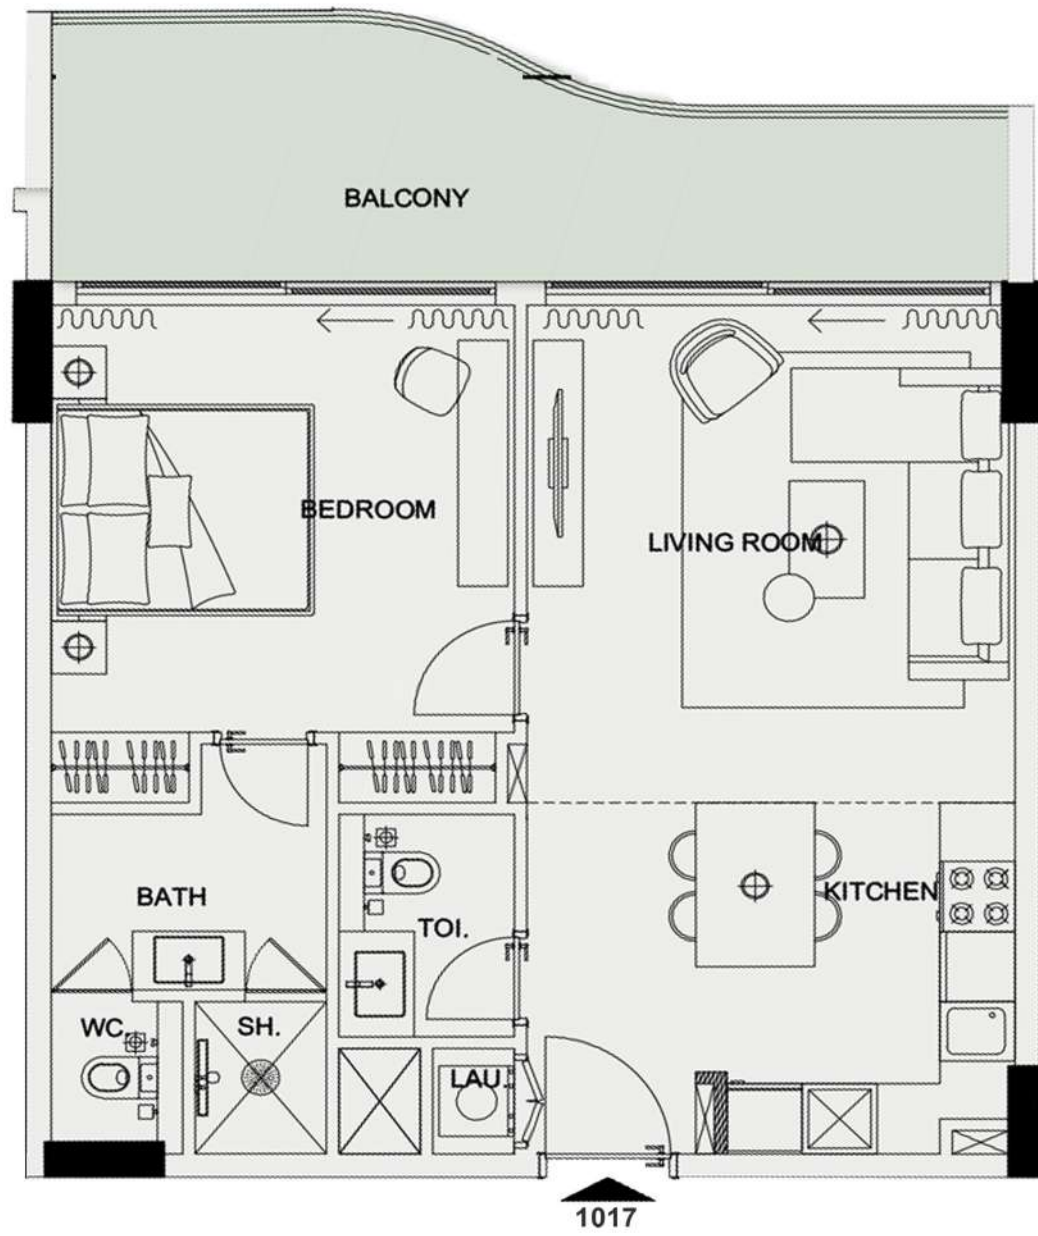 BALCONY
BEDROOM
LIVING ROOM
BATH
TOI.
KITCHEN
WC.
SH.
LAU
1017